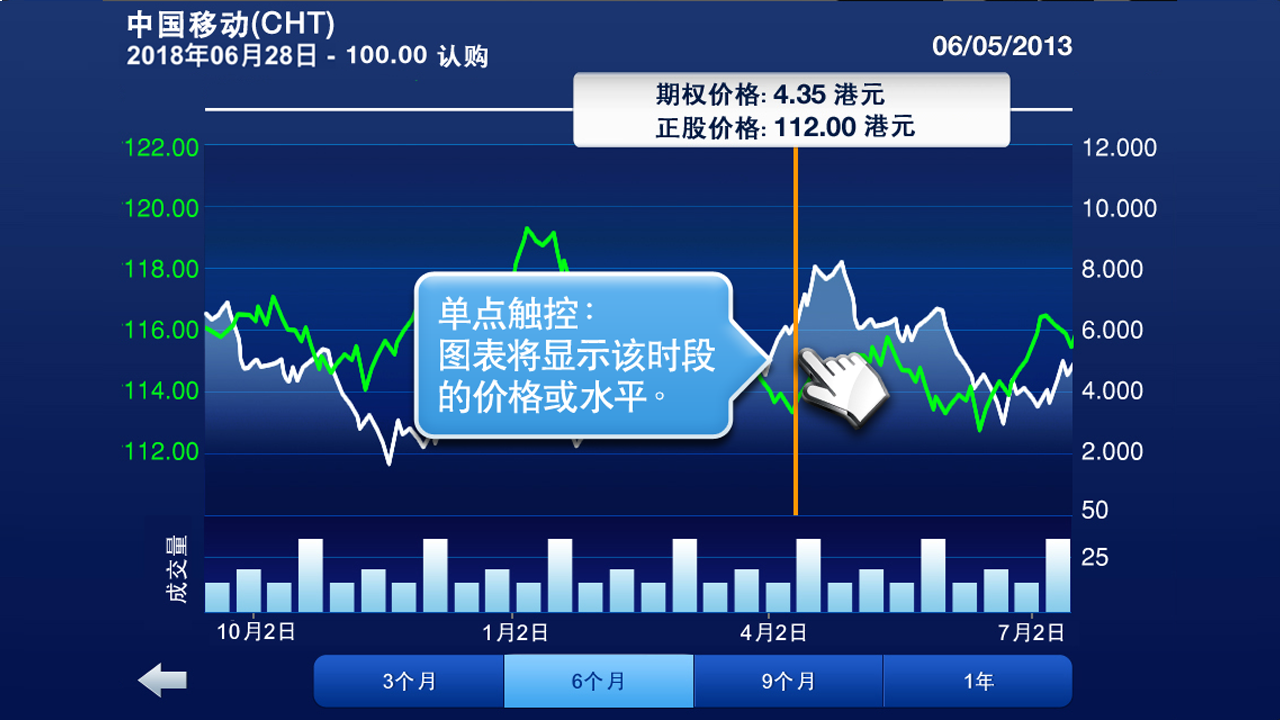 中国移动(CHT)
2018年06月28日 - 100.00 认购
06/05/2013
期权价格: 4.35 港元
正股价格: 112.00 港元
122.00
120.00
118.00
116.00
114.00
112.00
12.000
10.000
8.000
6.000
4.000
2.000
50
25
单点触控：
图表将显示该时段
的价格或水平。
成交量
10月2日
1月2日
4月2日
7月2日
3个月
6个月
9个月
1年